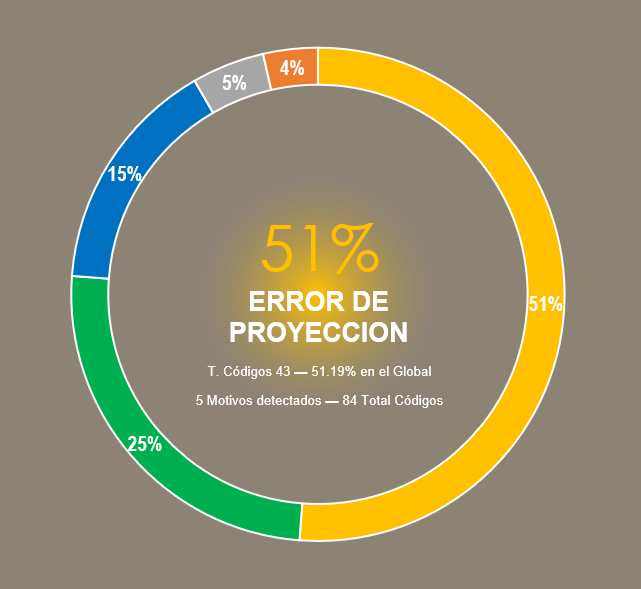 4%
5%
15%
51%
ERROR DE
PROYECCION
51%
T. Códigos 43 — 51.19% en el Global
5 Motivos detectados — 84 Total Códigos
25%